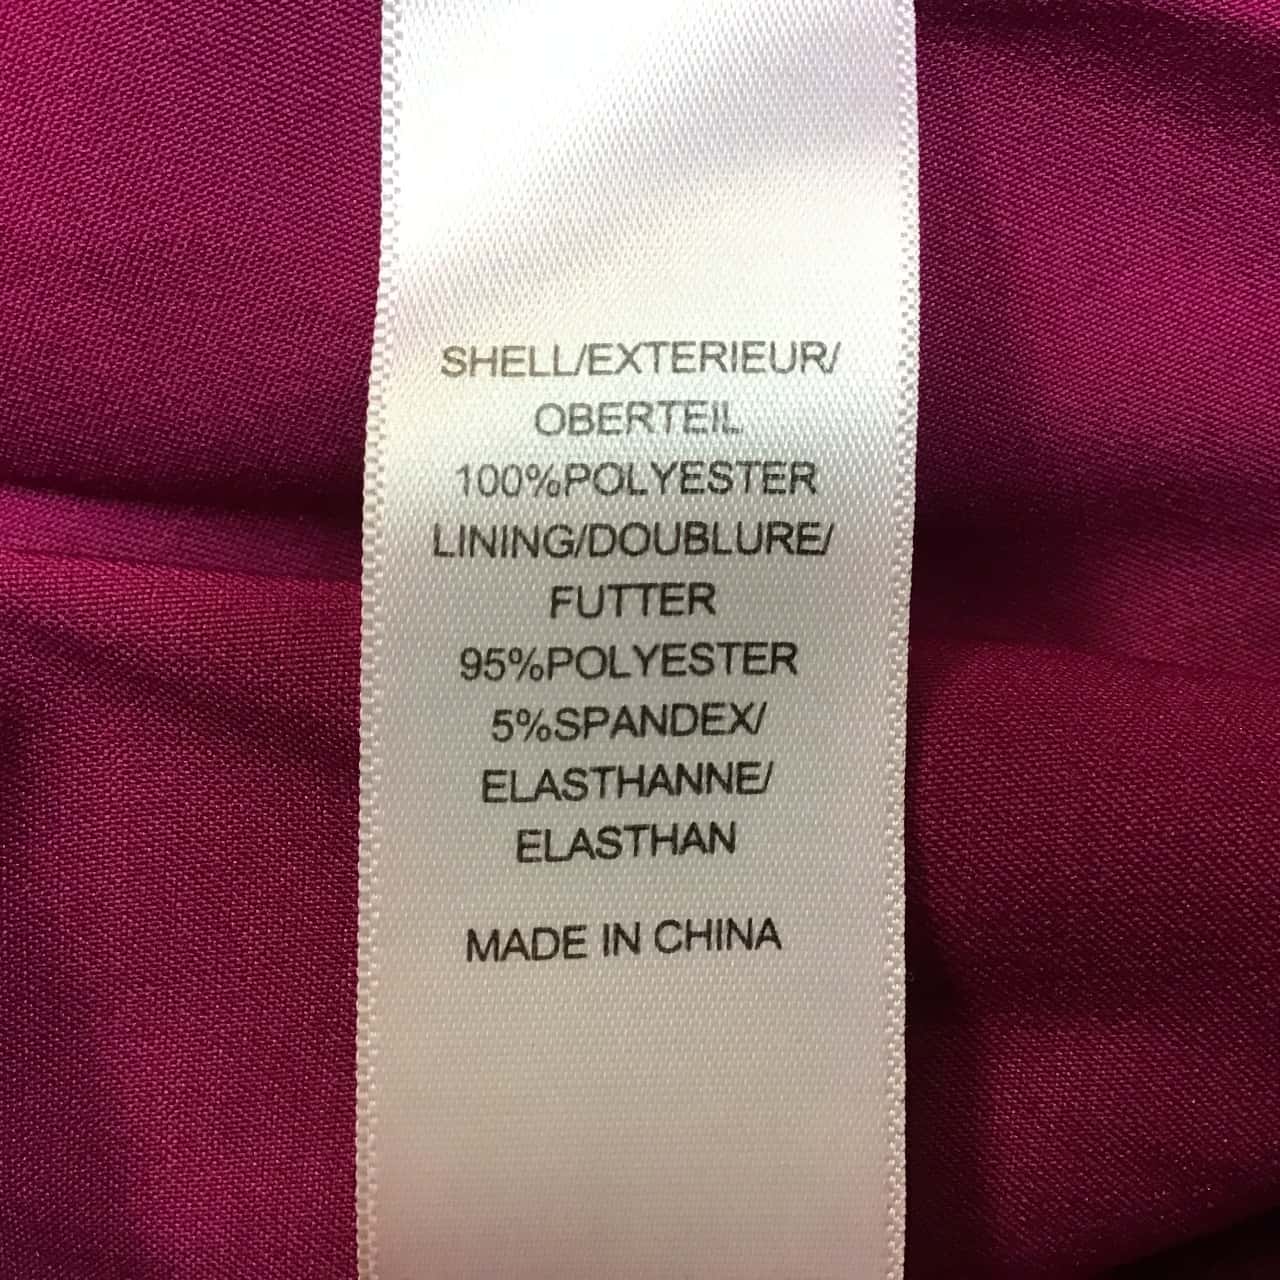 SHELL/EXTERIEUR/
OBERTEIL
100%POLYESTER
LINING/DOUBLURE/
FUTTER
95%POLYESTER
5%SPANDEX/
ELASTHANNE/
ELASTHAN
MADE IN CHINA